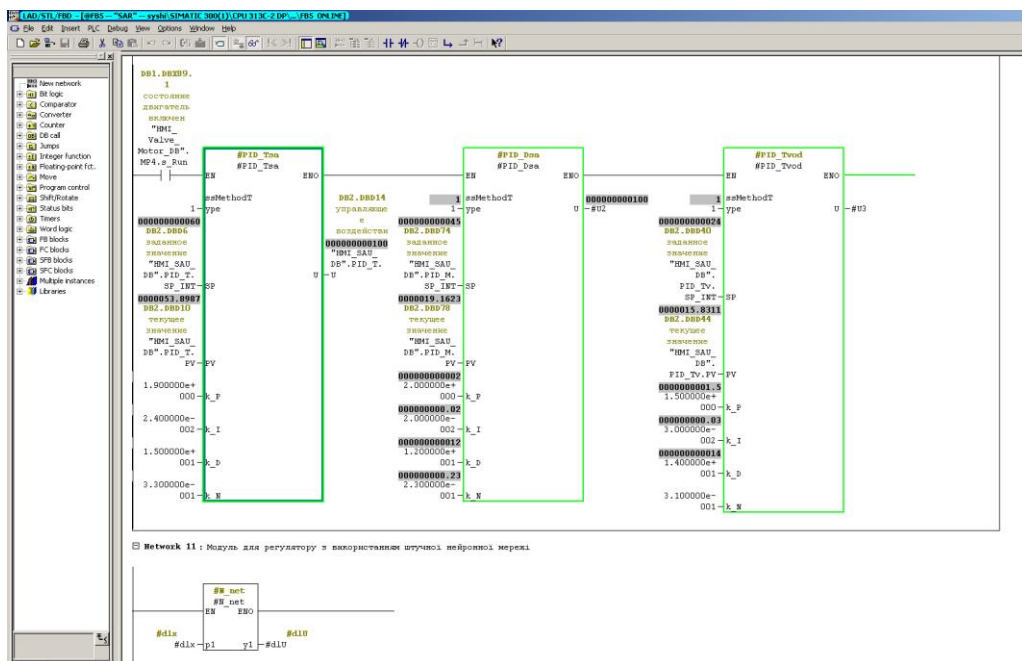 LAD/STL/FBD - [@FB5 -- "SAR" -- syshi\SIMATIC 300(1)\CPU 313C-2 DP\...\FB5 ONLINE]
File Edit Insert PLC Debug View Options Window Help
New network
Bit logic
Comparator
Converter
Counter
DB call
Jumps
Integer function
Floating-point fct.
Move
Program control
Shift/Rotate
Status bits
Timers
Word logic
FB blocks
FC blocks
SFB blocks
SFC blocks
Multiple instances
Libraries
состояние
двигатель
включен
"HMI_
Valve_
Motor_DB".
MP4.s_Run
#PID_Tsa
#PID_Tsa
EN ENO
ssMethodT
1 ype
000000000060
DB2.DBD6
заданное
значение
"HMI_SAU_
DB".PID_T.
SP_INT SP
0000053.8987
DB2.DBD10
текущее
значение
"HMI_SAU_
DB".PID_T.
PV PV
1.900000e+
000 k_P
2.400000e-
002 k_I
1.500000e+
001 k_D
3.300000e-
001 k_N
DB2.DBD14
управляюще
е
воздействи
000000000100
"HMI_SAU_
DB".PID_T.
U U
#PID_Dsa
#PID_Dsa
EN ENO
1 ssMethodT
1 ype
000000000045
DB2.DBD74
заданное
значение
"HMI_SAU_
DB".PID_M.
SP_INT SP
0000019.1623
DB2.DBD78
текущее
значение
"HMI_SAU_
DB".PID_M.
PV PV
000000000002
2.000000e+
000 k_P
000000000.02
2.000000e-
002 k_I
000000000012
1.200000e+
001 k_D
000000000.23
2.300000e-
001 k_N
000000000100
U #U2
#PID_Tvod
#PID_Tvod
EN ENO
1 ssMethodT
1 ype
000000000024
DB2.DBD40
заданное
значение
"HMI_SAU_
DB".
PID_Tv.
SP_INT SP
0000015.8311
DB2.DBD44
текущее
значение
"HMI_SAU_
DB".
PID_Tv.PV PV
0000000001.5
1.500000e+
000 k_P
000000000.03
3.000000e-
002 k_I
000000000014
1.400000e+
001 k_D
3.100000e-
001 k_N
U #U3
Network 11 : Модуль для регулятору з використанням штучної нейронної мережі
#N_net
#N_net
EN ENO
#dlx #dlU
#dlx p1 y1 #dlU